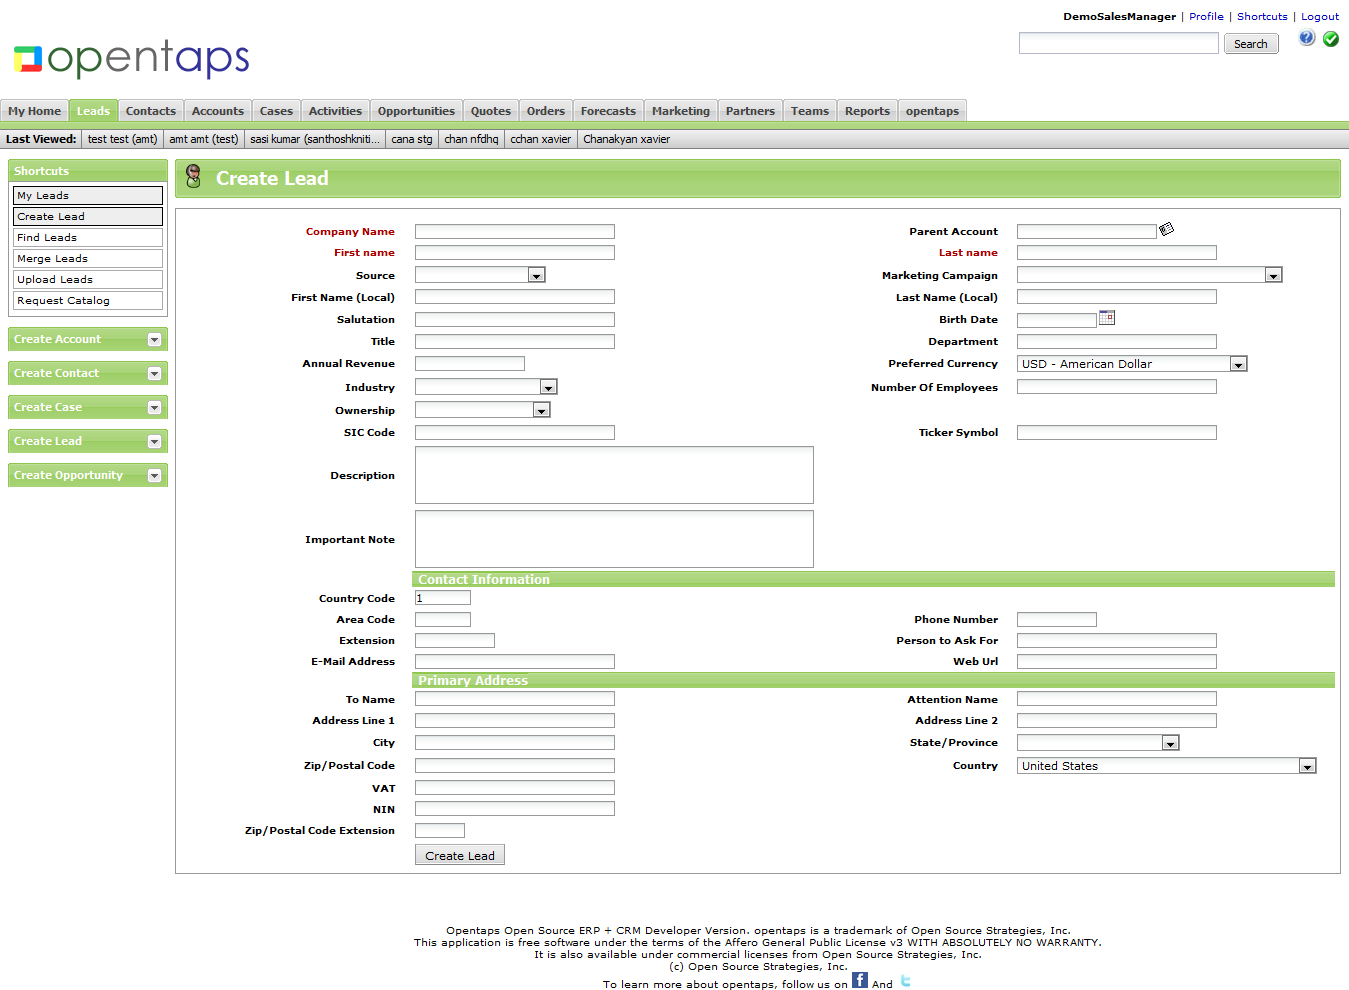 DemoSalesManager | Profile | Shortcuts | Logout
opentaps
Search
My Home Leads Contacts Accounts Cases Activities Opportunities Quotes Orders Forecasts Marketing Partners Teams Reports opentaps
Last Viewed: test test (amt) amt amt (test) sasi kumar (santhoshkniti... cana stg chan nfdhq cchan xavier Chanakyan xavier
Shortcuts
My Leads
Create Lead
Find Leads
Merge Leads
Upload Leads
Request Catalog
Create Account
Create Contact
Create Case
Create Lead
Create Opportunity
Create Lead
Company Name Parent Account
First name Last name
Source Marketing Campaign
First Name (Local) Last Name (Local)
Salutation Birth Date
Title Department
Annual Revenue Preferred Currency USD - American Dollar
Industry Number Of Employees
Ownership
SIC Code Ticker Symbol
Description
Important Note
Contact Information
Country Code 1
Area Code Phone Number
Extension Person to Ask For
E-Mail Address Web Url
Primary Address
To Name Attention Name
Address Line 1 Address Line 2
City State/Province
Zip/Postal Code Country United States
VAT
NIN
Zip/Postal Code Extension
Create Lead
Opentaps Open Source ERP + CRM Developer Version. opentaps is a trademark of Open Source Strategies, Inc.
This application is free software under the terms of the Affero General Public License v3 WITH ABSOLUTELY NO WARRANTY.
It is also available under commercial licenses from Open Source Strategies, Inc.
(c) Open Source Strategies, Inc.
To learn more about opentaps, follow us on f And t